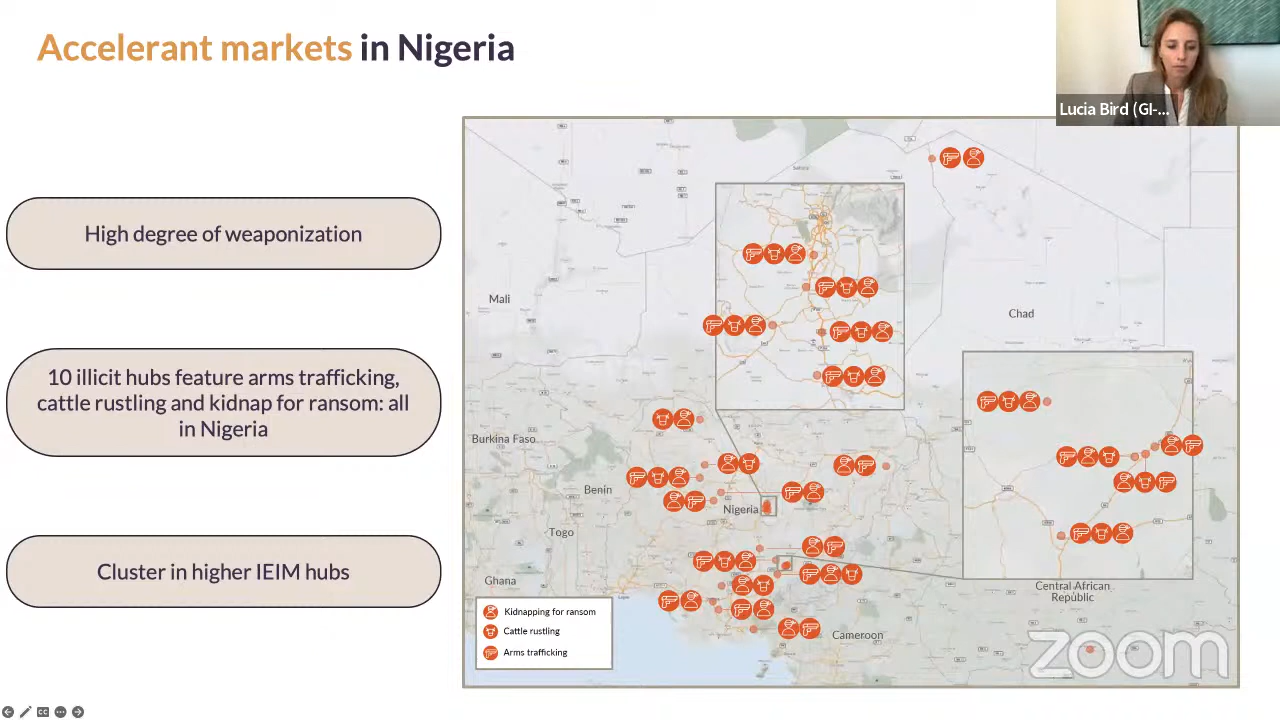 Accelerant markets in Nigeria
Lucia Bird (GI-...
High degree of weaponization
10 illicit hubs feature arms trafficking,
cattle rustling and kidnap for ransom: all
in Nigeria
Cluster in higher IEIM hubs
Mali
Chad
Burkina Faso
Benin
Nigeria
Togo
Ghana
Central African
Republic
Cameroon
Kidnapping for ransom
Cattle rustling
Arms trafficking
zoom